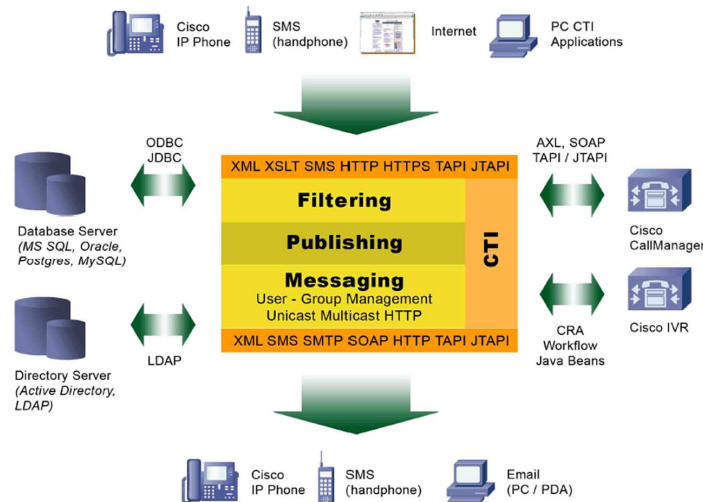 Cisco
IP Phone
SMS
(handphone)
Internet
PC CTI
Applications
ODBC
JDBC
AXL, SOAP
TAPI / JTAPI
XML XSLT SMS HTTP HTTPS TAPI JTAPI
Filtering
Publishing
Messaging
User - Group Management
Unicast Multicast HTTP
CTI
XML SMS SMTP SOAP HTTP TAPI JTAPI
Database Server
(MS SQL, Oracle,
Postgres, MySQL)
Cisco
CallManager
LDAP
Directory Server
(Active Directory,
LDAP)
CRA
Workflow
Java Beans
Cisco IVR
Cisco
IP Phone
SMS
(handphone)
Email
(PC / PDA)